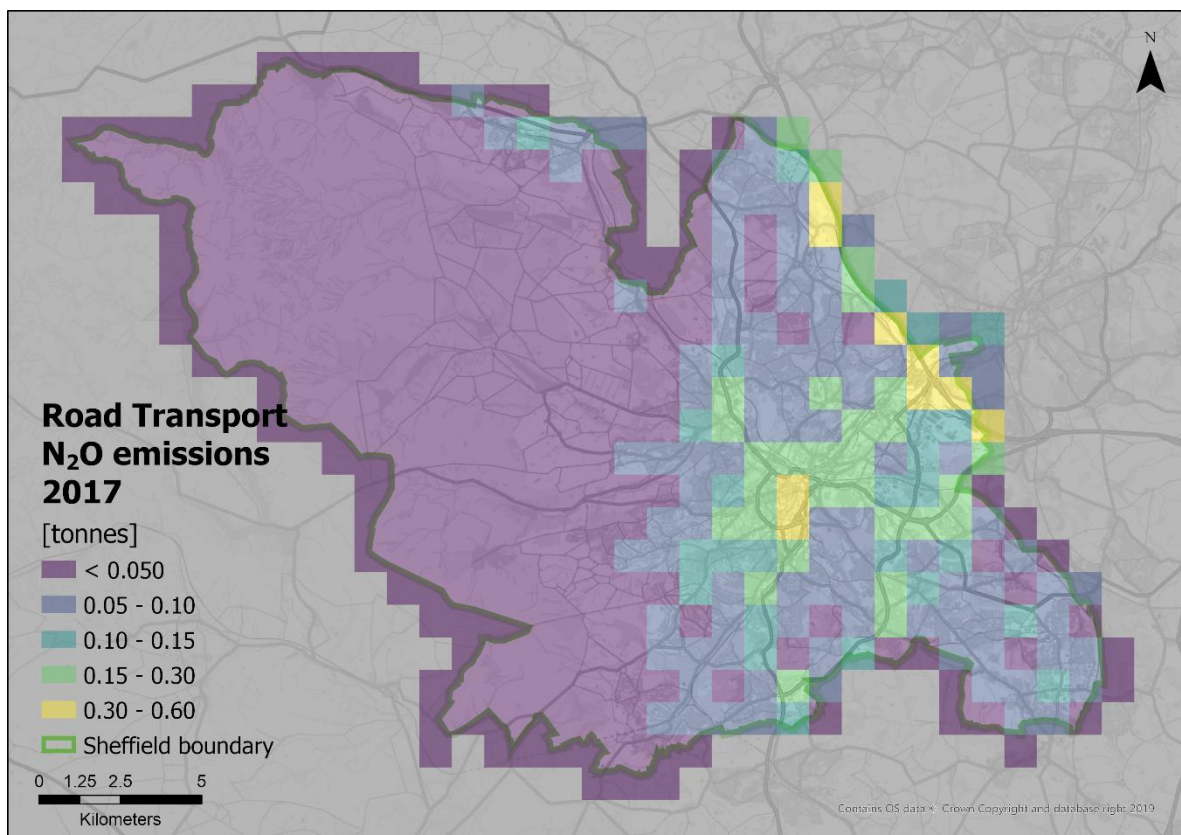 N
Road Transport
N₂O emissions
2017
[tonnes]
< 0.050
0.05 - 0.10
0.10 - 0.15
0.15 - 0.30
0.30 - 0.60
Sheffield boundary
0 1.25 2.5 5
Kilometers
Contains OS data © Crown Copyright and database right 2019